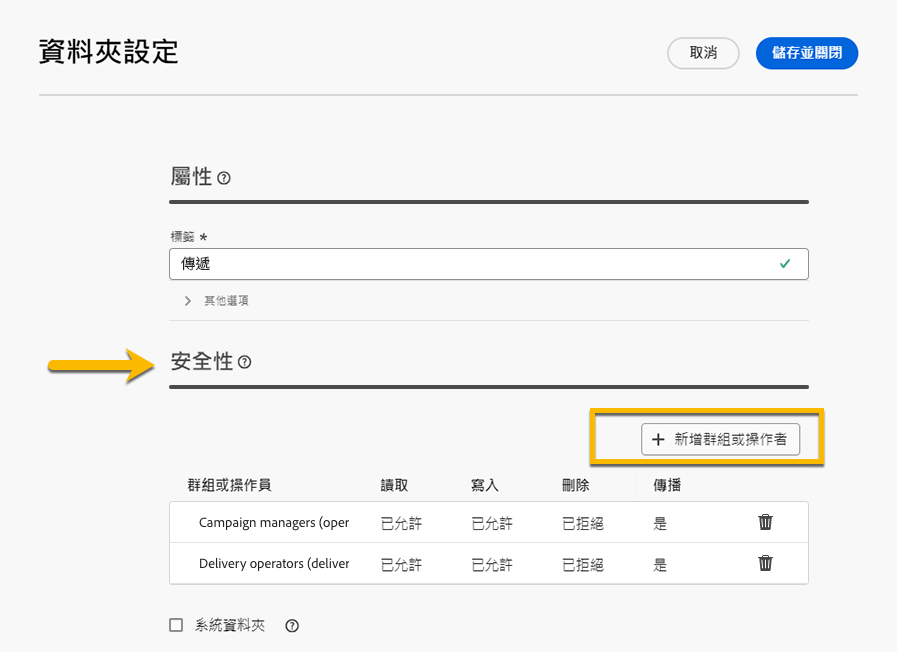 資料夾設定
取消
儲存並關閉
屬性
標籤 *
傳遞
其他選項
安全性
+ 新增群組或操作者
群組或操作員 讀取 寫入 刪除 傳播
Campaign managers (oper 已允許 已允許 已拒絕 是
Delivery operators (deliver 已允許 已允許 已拒絕 是
系統資料夾